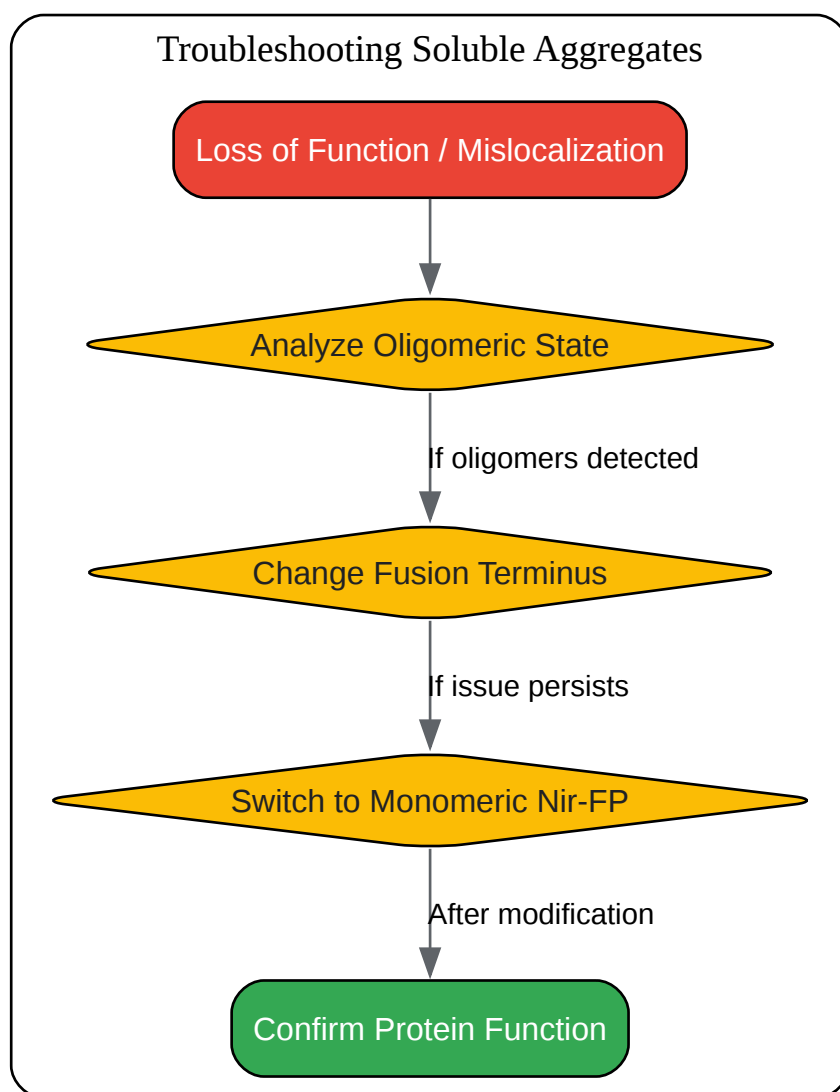 Troubleshooting Soluble Aggregates
Loss of Function / Mislocalization
Analyze Oligomeric State
If oligomers detected
Change Fusion Terminus
If issue persists
Switch to Monomeric Nir-FP
After modification
Confirm Protein Function